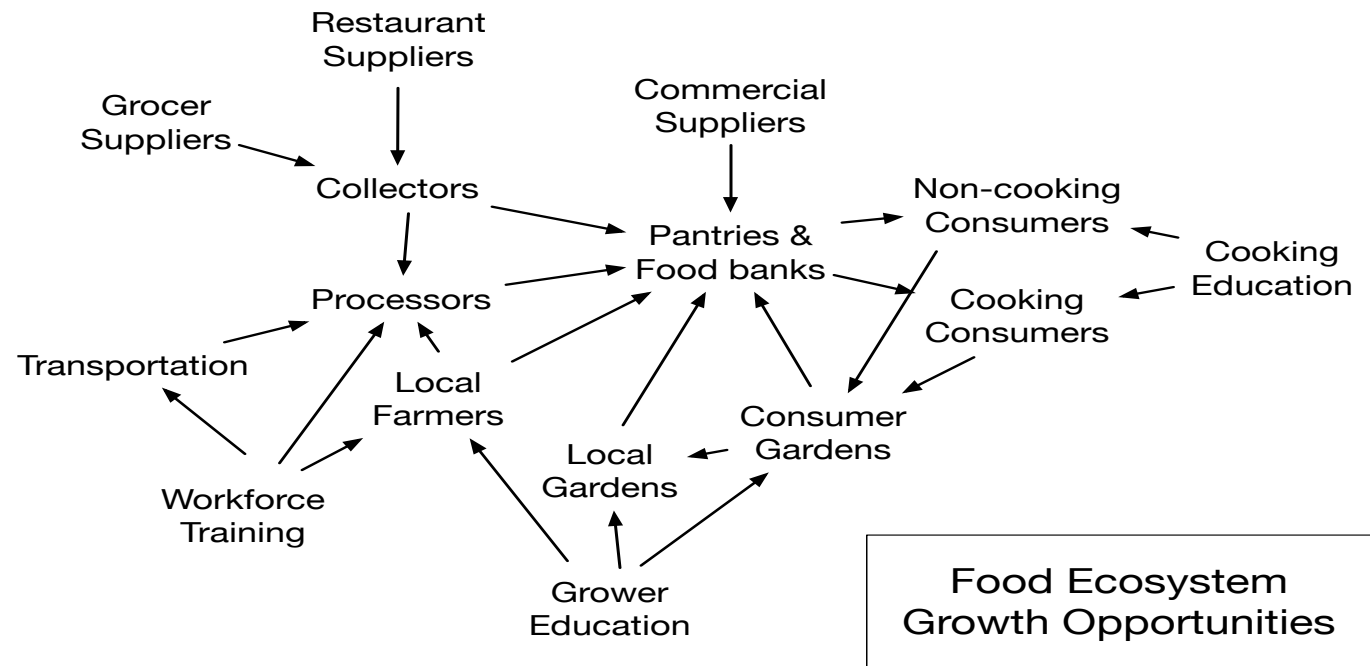 Restaurant
Suppliers
Grocer
Suppliers
Commercial
Suppliers
Collectors
Non-cooking
Consumers
Pantries &
Food banks
Cooking
Education
Processors
Cooking
Consumers
Transportation
Local
Farmers
Consumer
Gardens
Local
Gardens
Workforce
Training
Grower
Education
Food Ecosystem
Growth Opportunities